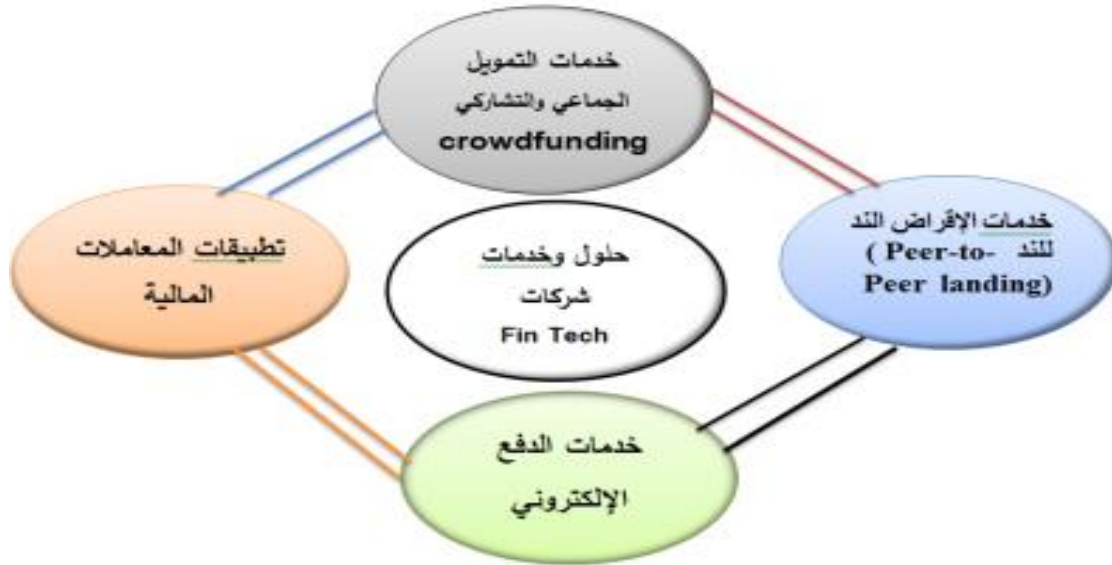 خدمات التمويل
الجماعي والتشاركي
crowdfunding
خدمات الإقراض الند
للند ( Peer-to-
Peer landing)
تطبيقات المعاملات
المالية
حلول وخدمات
شركات
Fin Tech
خدمات الدفع
الإلكتروني